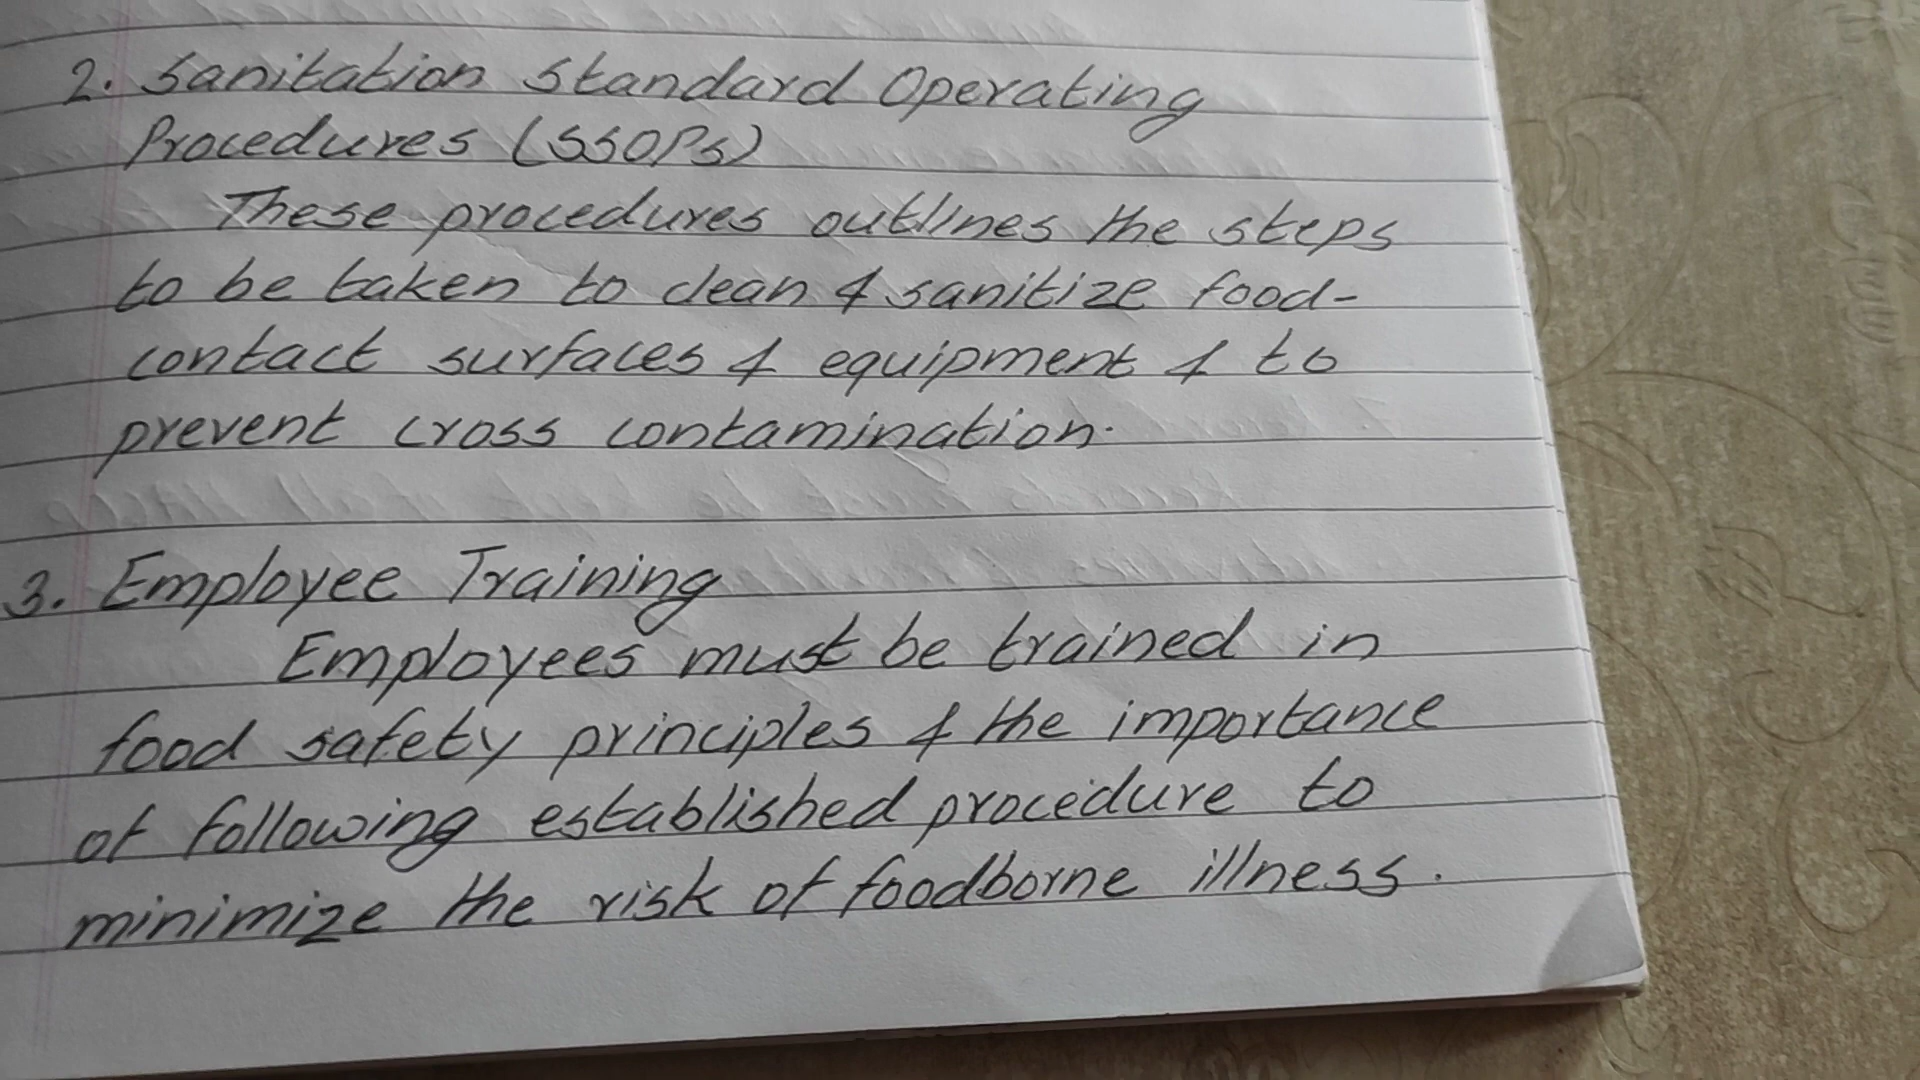 2. Sanitation Standard Operating
Procedures (SSOPs)
These procedures outlines the steps
to be taken to clean & sanitize food-
contact surfaces & equipment & to
prevent cross contamination.
3. Employee Training
Employees must be trained in
food safety principles & the importance
of following established procedure to
minimize the risk of foodborne illness.